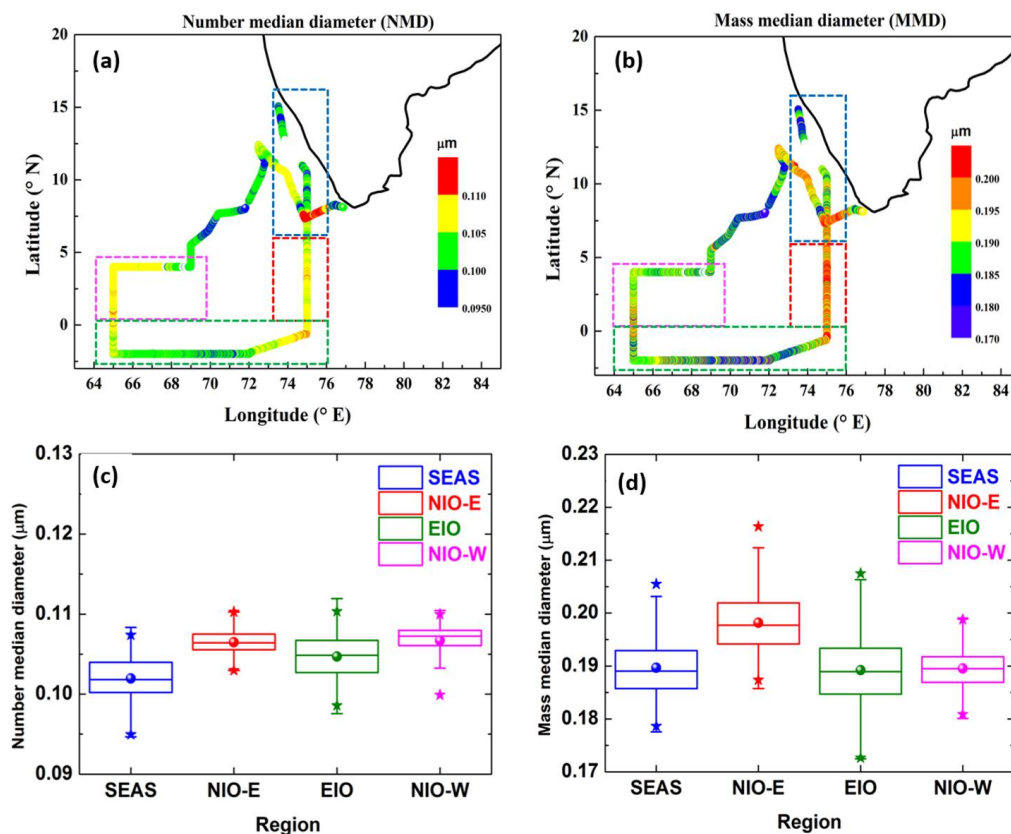 Number median diameter (NMD)
(a)
20
15
10
5
0
Latitude (° N)
μm
0.110
0.105
0.100
0.0950
64 66 68 70 72 74 76 78 80 82 84
Longitude (° E)
Mass median diameter (MMD)
(b)
20
15
10
5
0
Latitude (° N)
μm
0.200
0.195
0.190
0.185
0.180
0.170
64 66 68 70 72 74 76 78 80 82 84
Longitude (° E)
(c)
0.13
0.12
0.11
0.10
0.09
Number median diameter (μm)
SEAS
NIO-E
EIO
NIO-W
SEAS NIO-E EIO NIO-W
Region
(d)
0.23
0.22
0.21
0.20
0.19
0.18
0.17
Mass median diameter (μm)
SEAS
NIO-E
EIO
NIO-W
SEAS NIO-E EIO NIO-W
Region